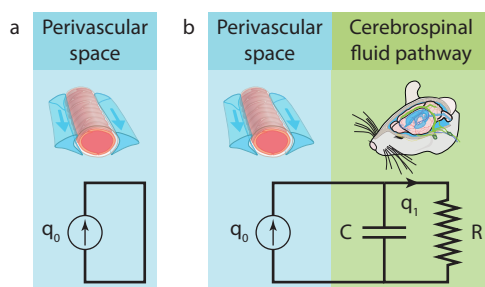 a
Perivascular
space
q0
b
Perivascular
space
Cerebrospinal
fluid pathway
q0
C
q1
R